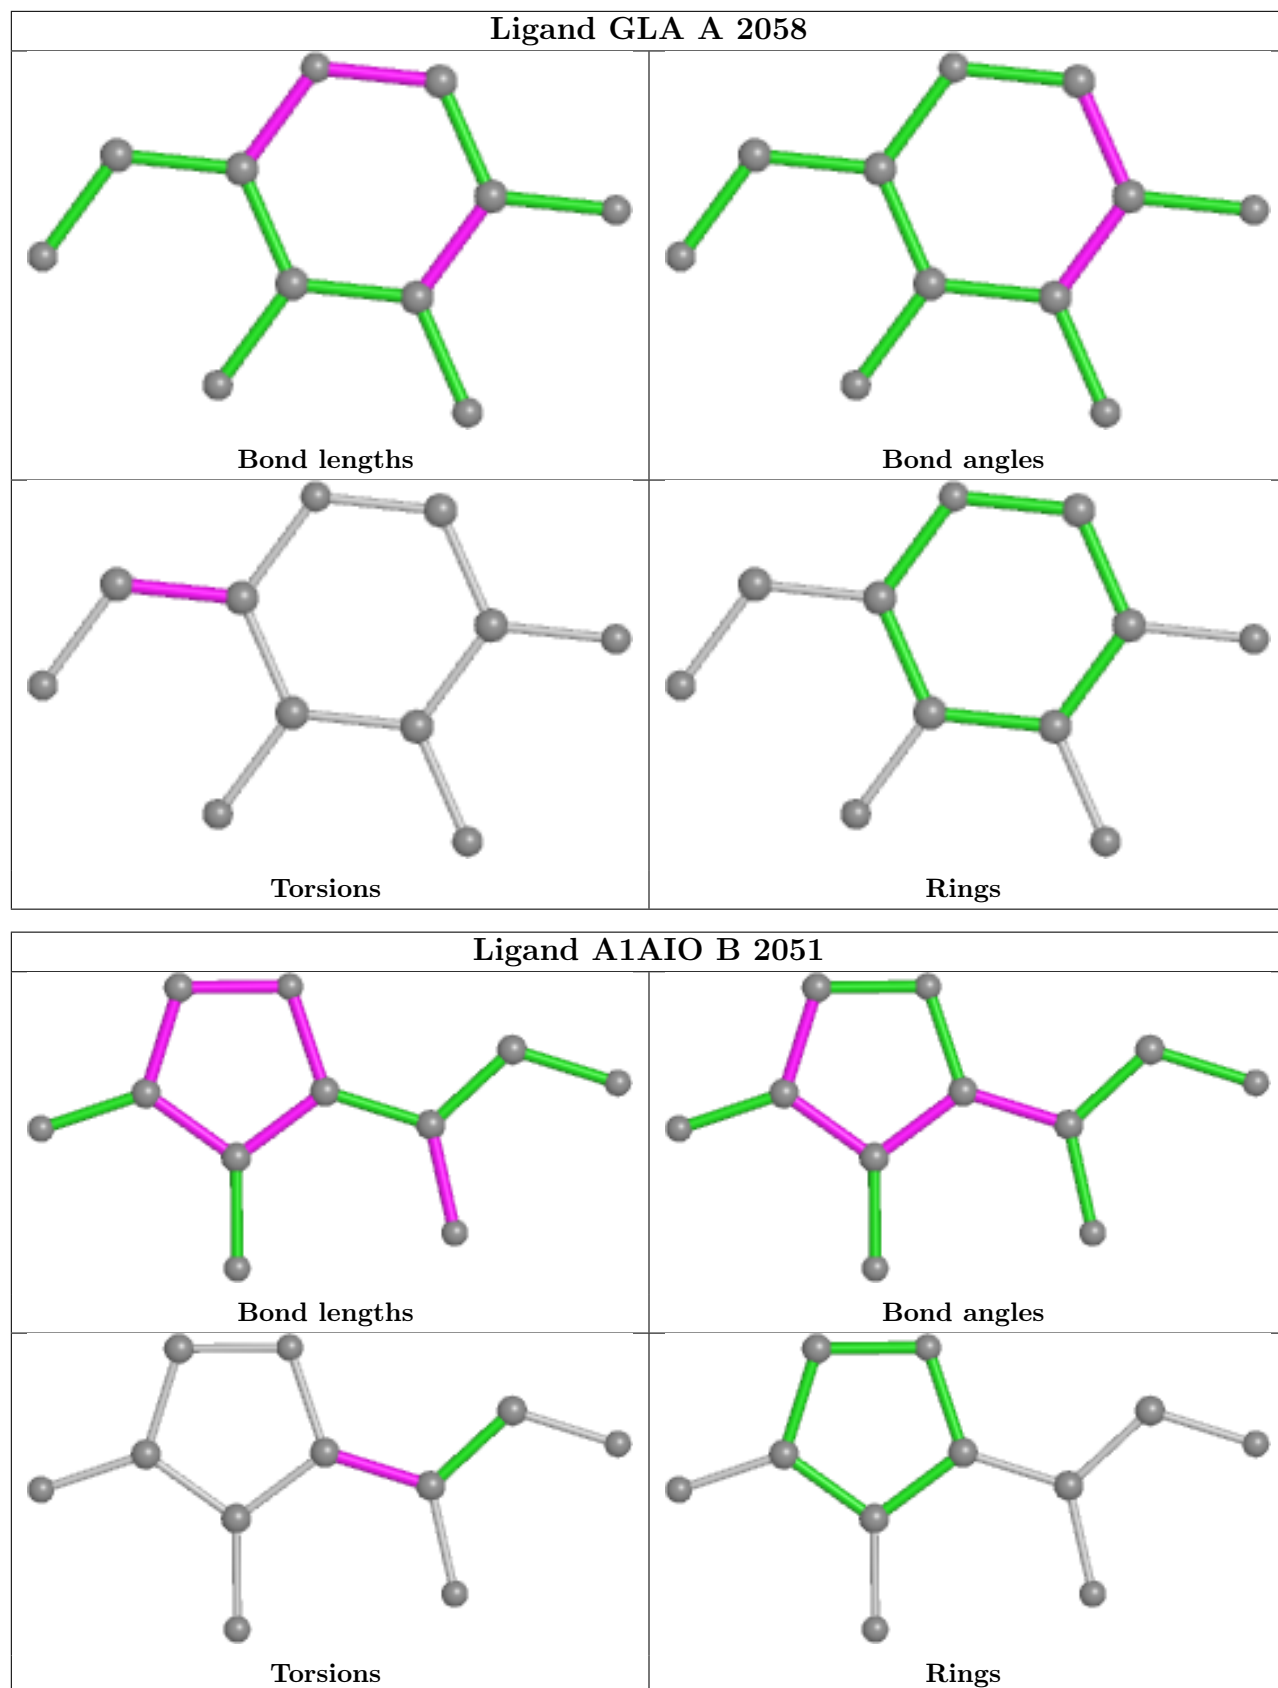 Ligand GLA A 2058
Bond lengths
Bond angles
Torsions
Rings
Ligand A1AIO B 2051
Bond lengths
Bond angles
Torsions
Rings